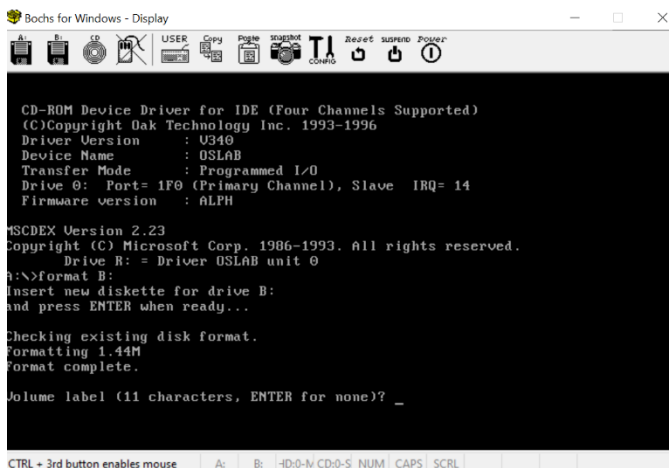 Bochs for Windows - Display
A: B: CD USER Copy Paste snapshot CONFIG Reset SUSPEND Power
CD-ROM Device Driver for IDE (Four Channels Supported)
(C)Copyright Oak Technology Inc. 1993-1996
Driver Version : V340
Device Name : OSLAB
Transfer Mode : Programmed I/O
Drive 0: Port= 1F0 (Primary Channel), Slave IRQ= 14
Firmware version : ALPH
MSCDEX Version 2.23
Copyright (C) Microsoft Corp. 1986-1993. All rights reserved.
Drive R: = Driver OSLAB unit 0
A:\>format B:
Insert new diskette for drive B:
and press ENTER when ready...
Checking existing disk format.
Formatting 1.44M
Format complete.
Volume label (11 characters, ENTER for none)? _
CTRL + 3rd button enables mouse A: B: HD:0-M CD:0-S NUM CAPS SCRL